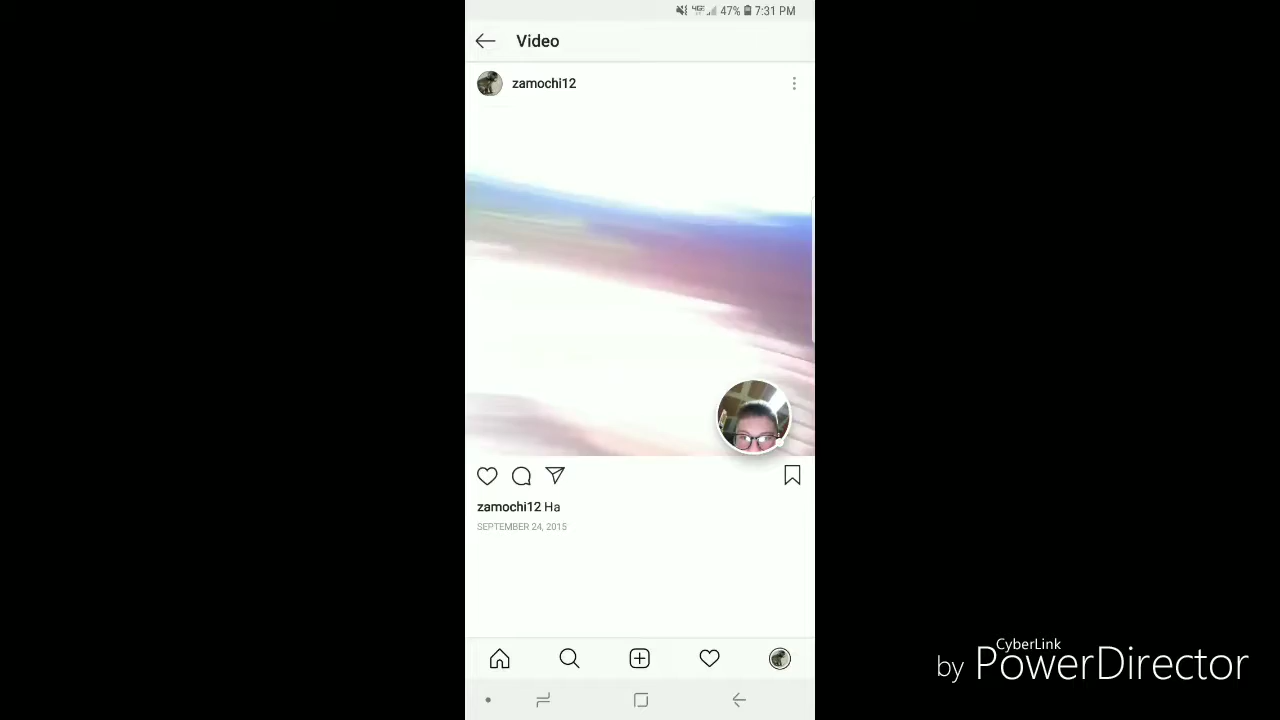 47% 7:31 PM
Video
zamochi12
zamochi12 Ha
SEPTEMBER 24, 2015
CyberLink
by PowerDirector